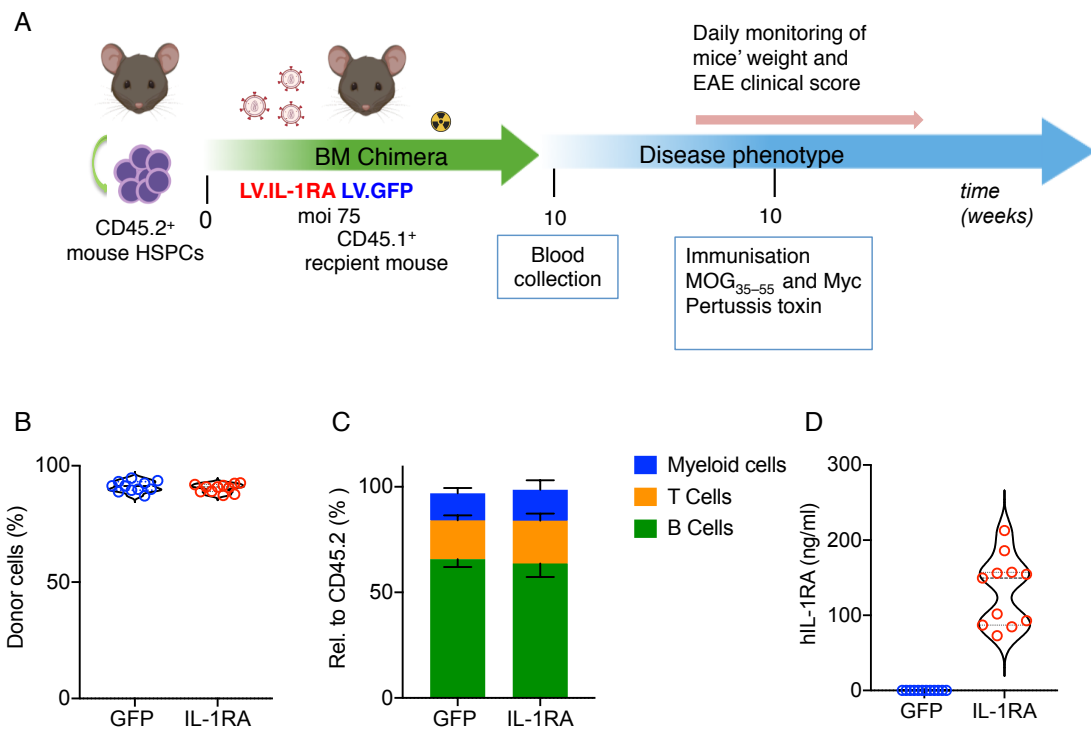 A
Daily monitoring of
mice' weight and
EAE clinical score
BM Chimera
Disease phenotype
LV.IL-1RA LV.GFP
moi 75
0
10
10
time
(weeks)
CD45.2+
mouse HSPCs
CD45.1+
recpient mouse
Blood
collection
Immunisation
MOG35–55 and Myc
Pertussis toxin
B
Donor cells (%)
100
50
0
GFP
IL-1RA
C
Rel. to CD45.2 (% )
100
50
0
GFP
IL-1RA
Myeloid cells
T Cells
B Cells
D
hIL-1RA (ng/ml)
300
200
100
0
GFP
IL-1RA